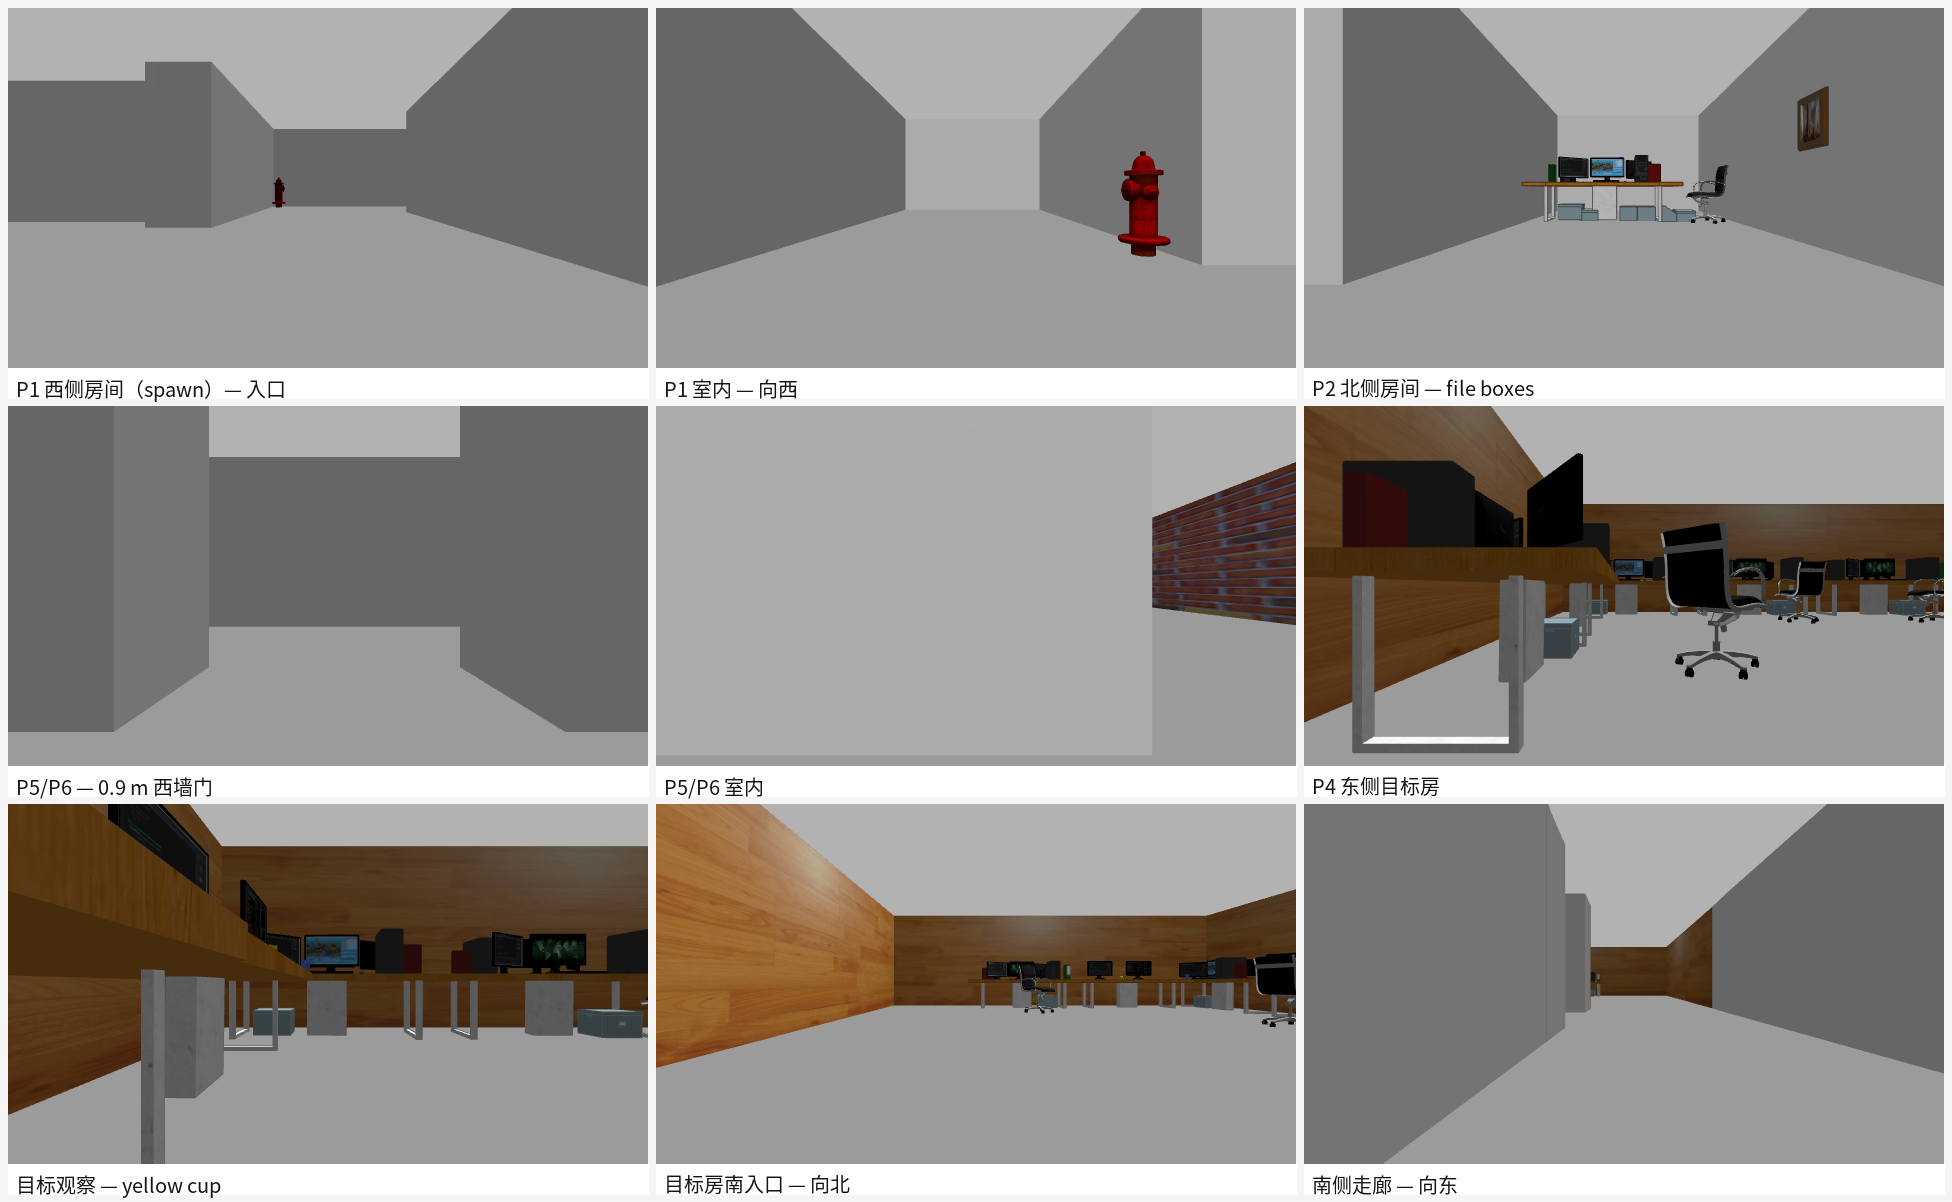 P1 西侧房间（spawn）— 入口
P1 室内 — 向西
P2 北侧房间 — file boxes
P5/P6 — 0.9 m 西墙门
P5/P6 室内
P4 东侧目标房
目标观察 — yellow cup
目标房南入口 — 向北
南侧走廊 — 向东